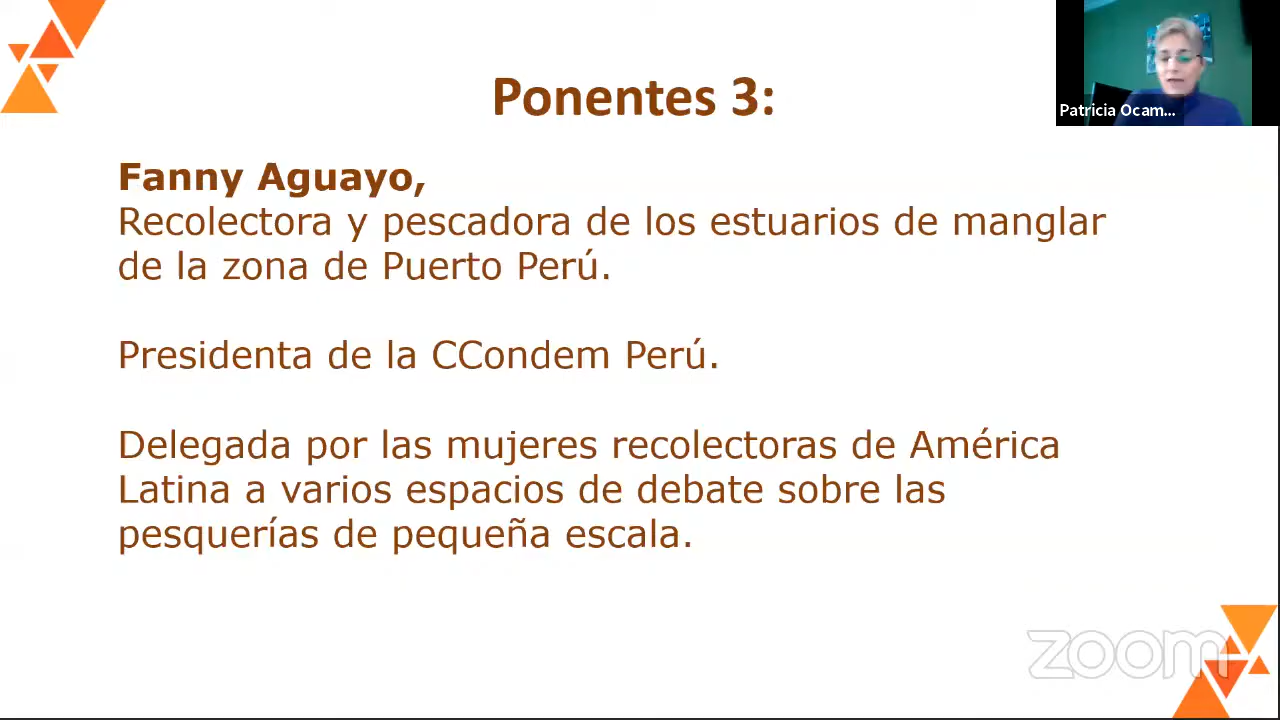 Ponentes 3:
Patricia Ocam...
Fanny Aguayo,
Recolectora y pescadora de los estuarios de manglar
de la zona de Puerto Perú.
Presidenta de la CCondem Perú.
Delegada por las mujeres recolectoras de América
Latina a varios espacios de debate sobre las
pesquerías de pequeña escala.
zoom